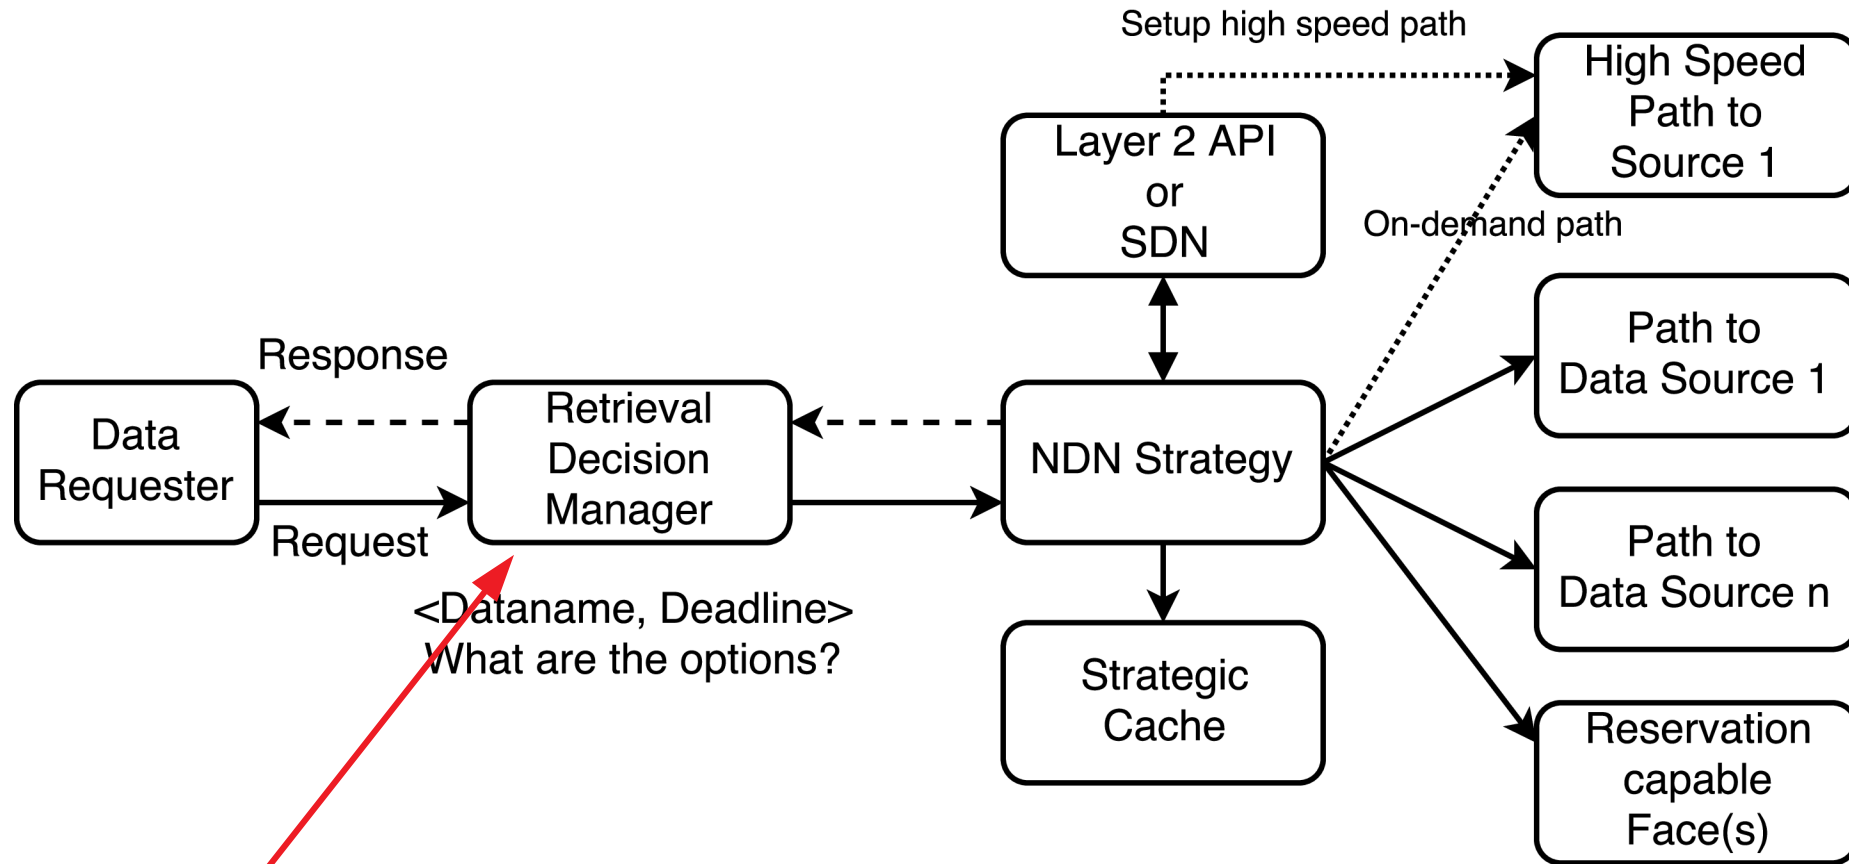 Setup high speed path
High Speed
Path to
Source 1
Layer 2 API
or
SDN
On-demand path
Path to
Data Source 1
Response
Data
Requester
Retrieval
Decision
Manager
NDN Strategy
Request
Path to
Data Source n
<Dataname, Deadline>
What are the options?
Strategic
Cache
Reservation
capable
Face(s)